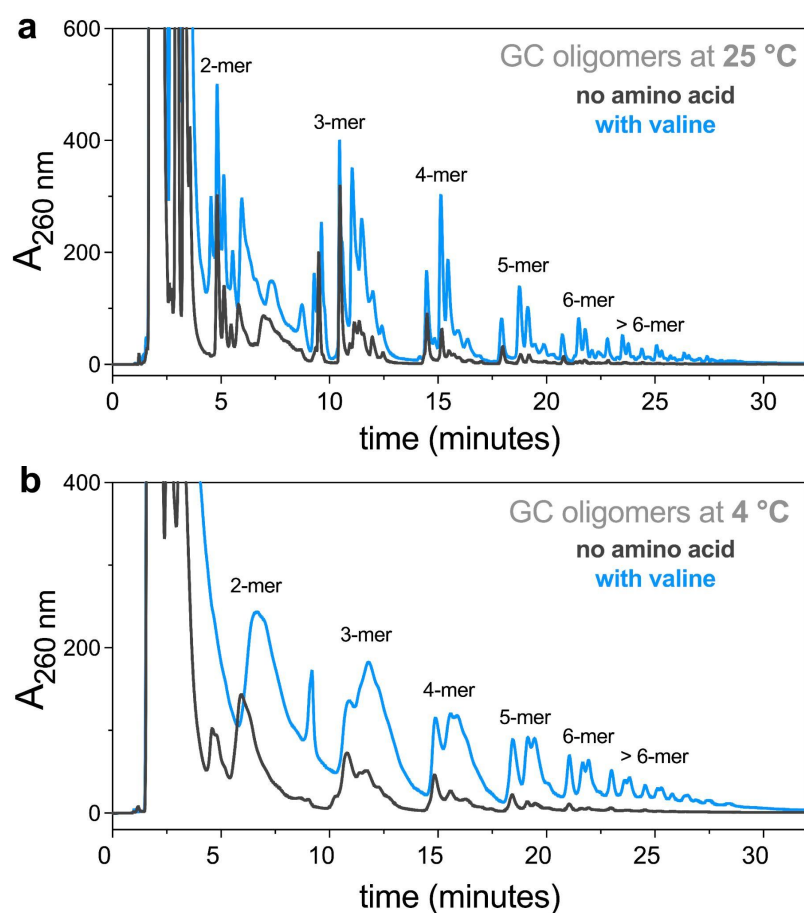 a
GC oligomers at 25 °C
no amino acid
with valine
2-mer
3-mer
4-mer
5-mer
6-mer
> 6-mer
A260 nm
600
400
200
0
0 5 10 15 20 25 30
time (minutes)
b
GC oligomers at 4 °C
no amino acid
with valine
2-mer
3-mer
4-mer
5-mer
6-mer
> 6-mer
A260 nm
400
200
0
0 5 10 15 20 25 30
time (minutes)